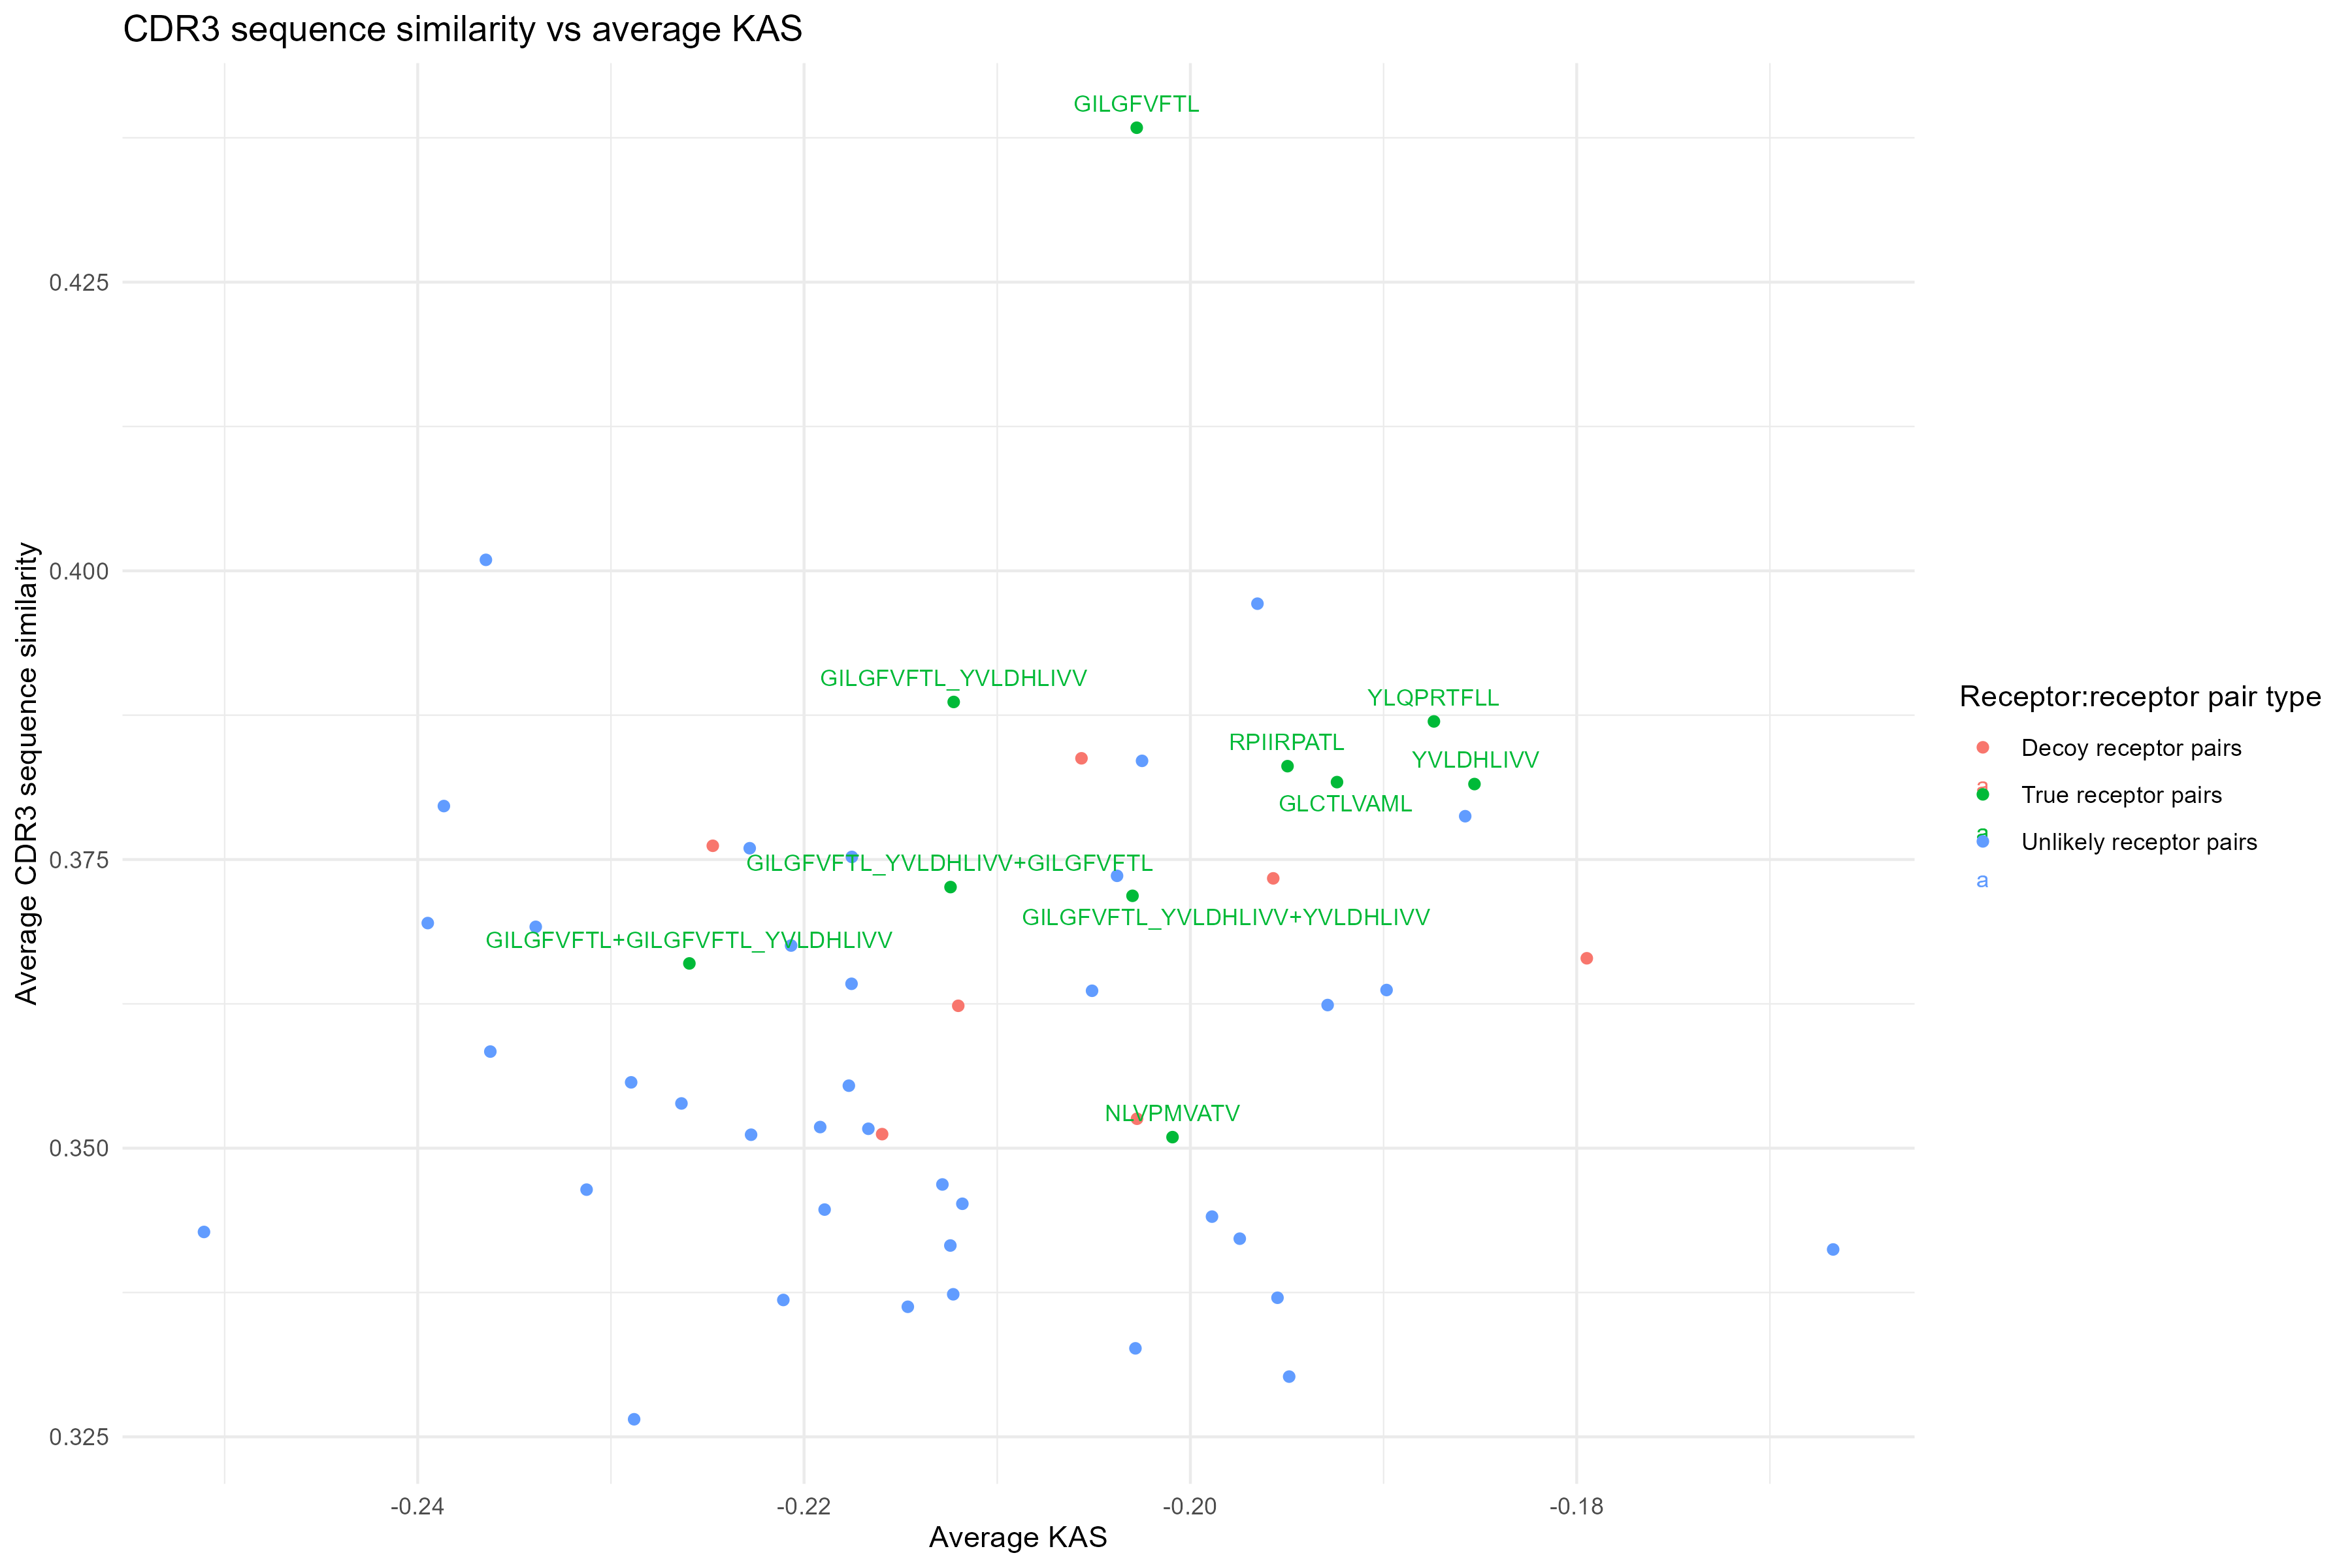 CDR3 sequence similarity vs average KAS
GILGFVFTL
0.425
0.400
GILGFVFTL_YVLDHLIVV
YLQPRTFLL
RPIIRPATL
YVLDHLIVV
GLCTLVAML
0.375
GILGFVFTL_YVLDHLIVV+GILGFVFTL
GILGFVFTL_YVLDHLIVV+YVLDHLIVV
GILGFVFTL+GILGFVFTL_YVLDHLIVV
NLVPMVATV
0.350
0.325
-0.24
-0.22
-0.20
-0.18
Average KAS
Average CDR3 sequence similarity
Receptor:receptor pair type
Decoy receptor pairs
a
True receptor pairs
a
Unlikely receptor pairs
a